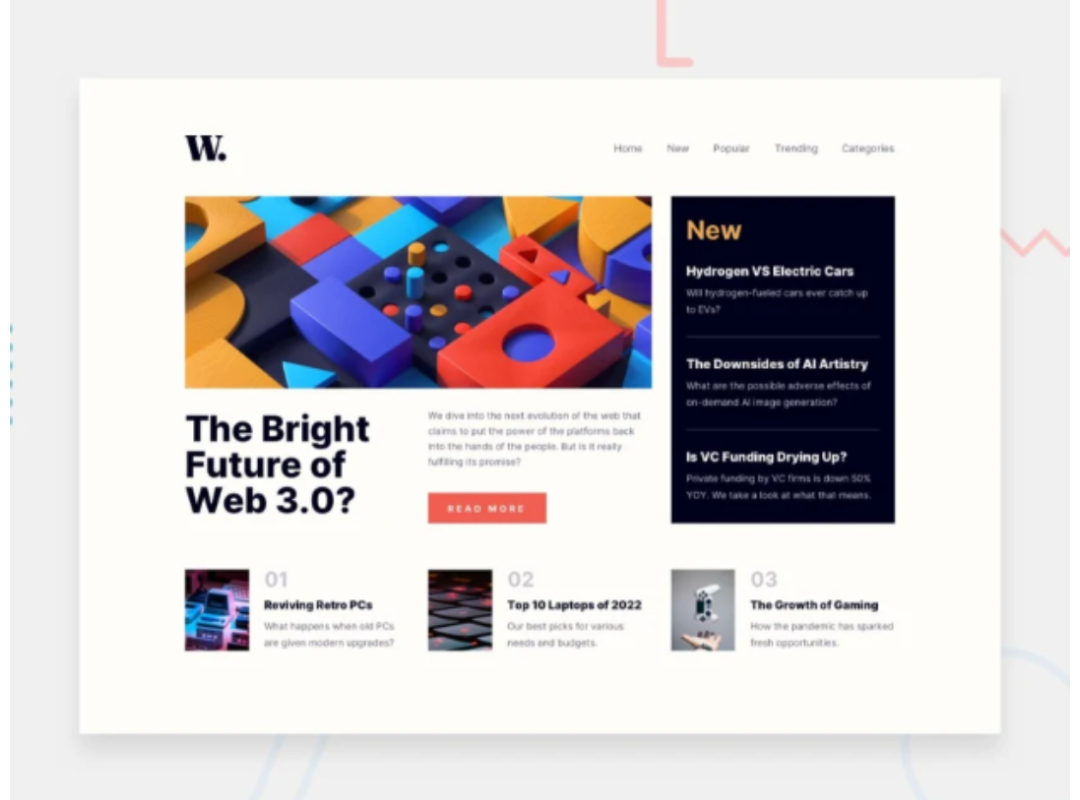 W.
Home New Popular Trending Categories
The Bright
Future of
Web 3.0?
We dive into the next evolution of the web that
claims to put the power of the platforms back
into the hands of the people. But is it really
fulfilling its promise?
READ MORE
New
Hydrogen VS Electric Cars
Will hydrogen-fueled cars ever catch up
to EVs?
The Downsides of AI Artistry
What are the possible adverse effects of
on-demand AI image generation?
Is VC Funding Drying Up?
Private funding by VC firms is down 50%
YOY. We take a look at what that means.
01
Reviving Retro PCs
What happens when old PCs
are given modern upgrades?
02
Top 10 Laptops of 2022
Our best picks for various
needs and budgets.
03
The Growth of Gaming
How the pandemic has sparked
fresh opportunities.